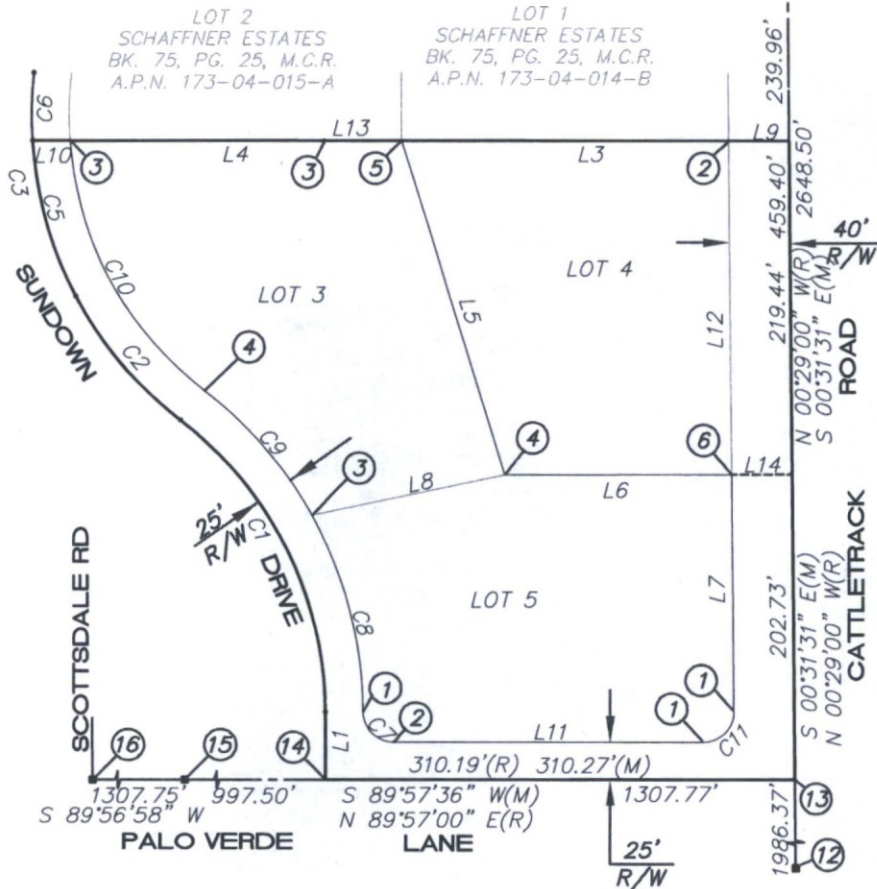 LOT 2
SCHAFFNER ESTATES
BK. 75, PG. 25, M.C.R.
A.P.N. 173-04-015-A
LOT 1
SCHAFFNER ESTATES
BK. 75, PG. 25, M.C.R.
A.P.N. 173-04-014-B
239.96'
C6
L13
L9
L10
3
L4
3
5
L3
2
C3
C5
459.40'
2648.50'
40'
R/W
C10
LOT 3
LOT 4
L5
L12
219.44'
N 00°29'00" W(R)
S 00°31'31" E(M)
ROAD
SUNDOWN
C2
4
C9
3
4
6
L14
L8
L6
25'
R/W
C1
DRIVE
SCOTTSDALE RD
LOT 5
L7
202.73'
S 00°31'31" E(M)
N 00°29'00" W(R)
CATTLETRACK
C8
1
2
C7
1
1
C11
L11
L1
16
15
14
310.19'(R) 310.27'(M)
13
1307.75'
997.50'
S 89°57'36" W(M)
1307.77'
S 89°56'58" W
N 89°57'00" E(R)
PALO VERDE
LANE
25'
R/W
1986.37'
12